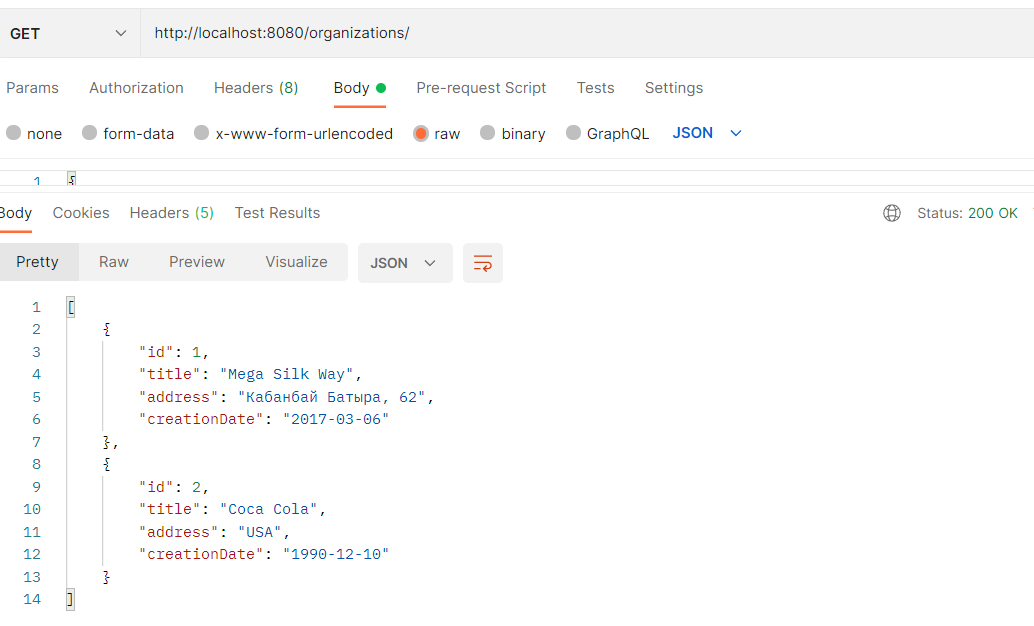 GET http://localhost:8080/organizations/
Params Authorization Headers (8) Body Pre-request Script Tests Settings
none form-data x-www-form-urlencoded raw binary GraphQL JSON
1 {
Body Cookies Headers (5) Test Results Status: 200 OK
Pretty Raw Preview Visualize JSON
1 [
2 {
3 "id": 1,
4 "title": "Mega Silk Way",
5 "address": "Кабанбай Батыра, 62",
6 "creationDate": "2017-03-06"
7 },
8 {
9 "id": 2,
10 "title": "Coca Cola",
11 "address": "USA",
12 "creationDate": "1990-12-10"
13 }
14 ]